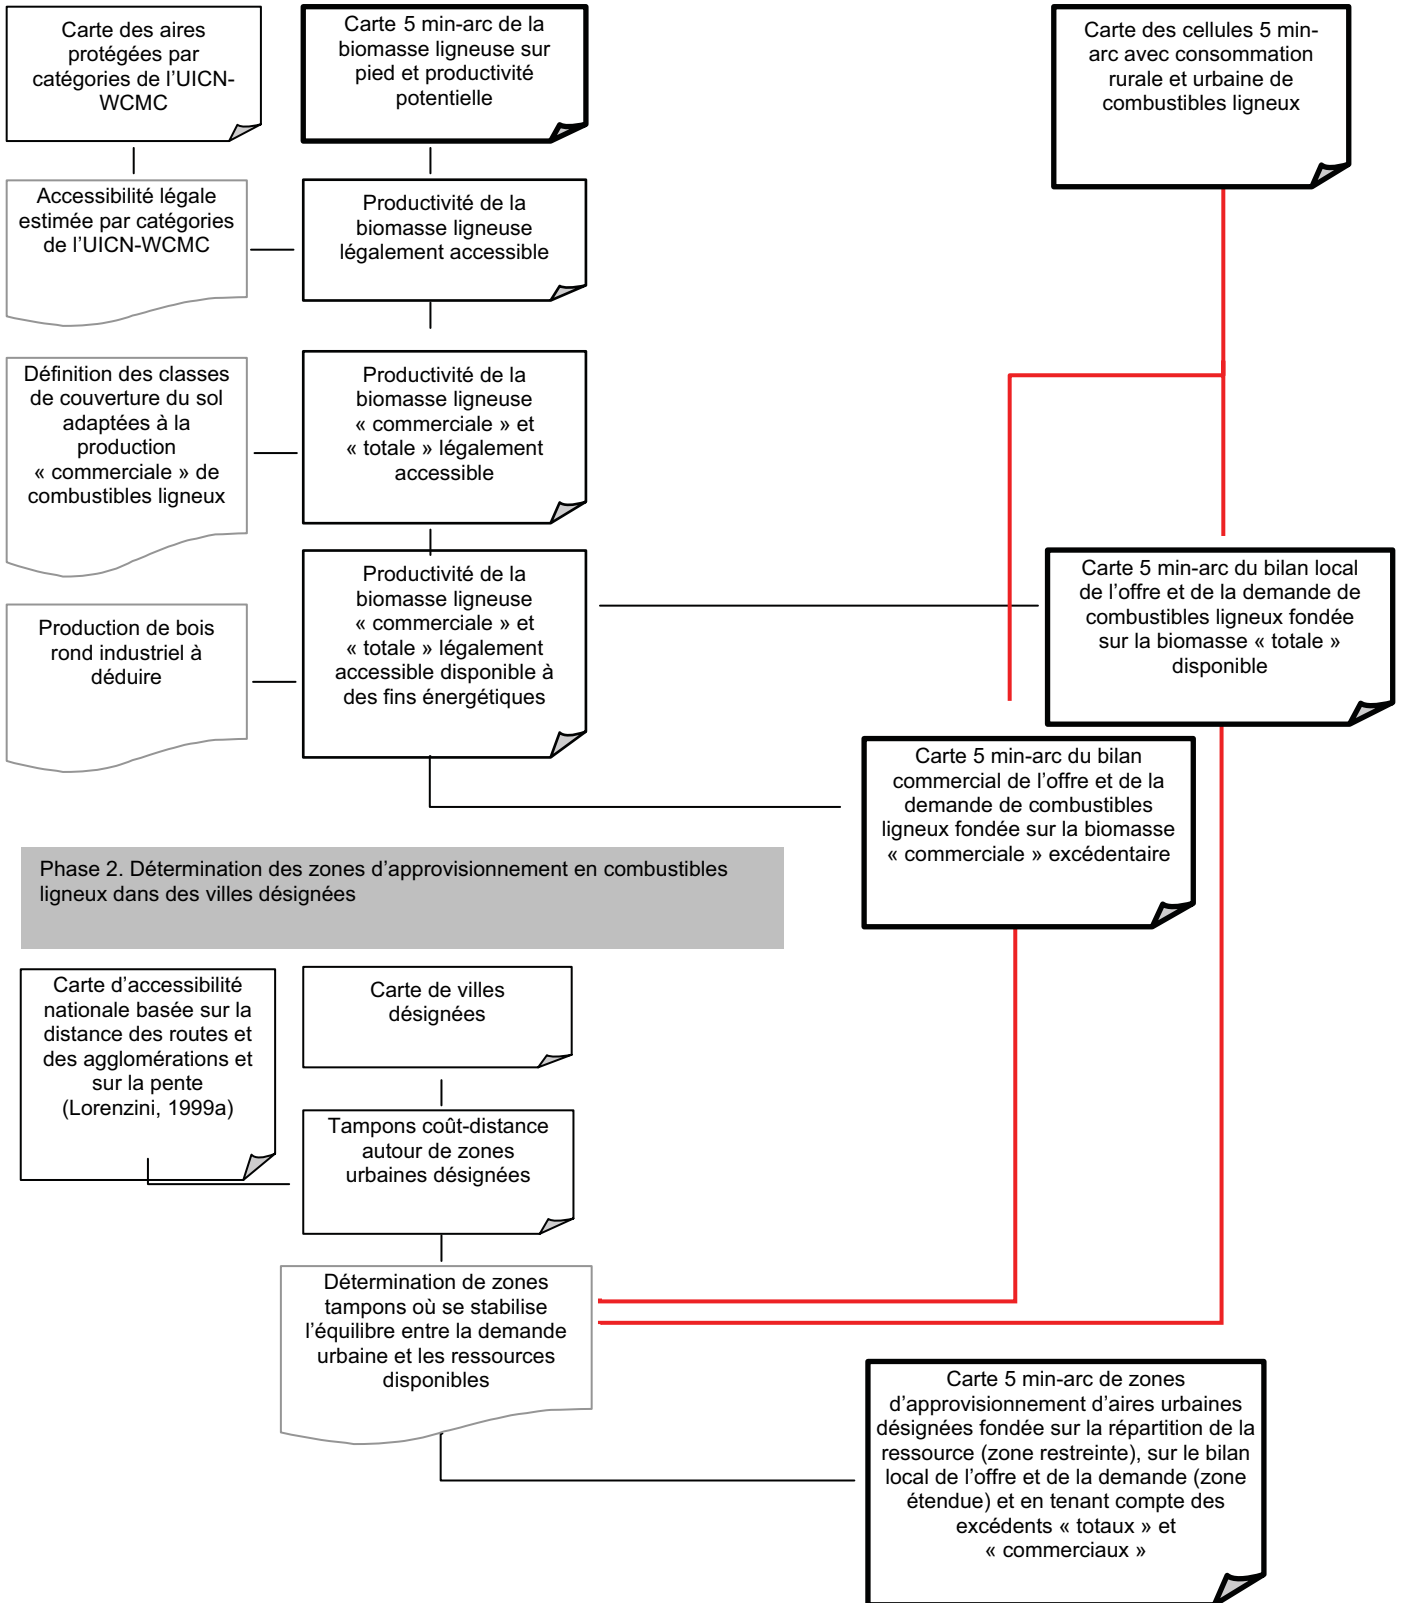 Carte des aires
protégées par
catégories de l’UICN-
WCMC
Carte 5 min-arc de la
biomasse ligneuse sur
pied et productivité
potentielle
Carte des cellules 5 min-
arc avec consommation
rurale et urbaine de
combustibles ligneux
Accessibilité légale
estimée par catégories
de l’UICN-WCMC
Productivité de la
biomasse ligneuse
légalement accessible
Définition des classes
de couverture du sol
adaptées à la
production
« commerciale » de
combustibles ligneux
Productivité de la
biomasse ligneuse
« commerciale » et
« totale » légalement
accessible
Production de bois
rond industriel à
déduire
Productivité de la
biomasse ligneuse
« commerciale » et
« totale » légalement
accessible disponible à
des fins énergétiques
Carte 5 min-arc du bilan local
de l’offre et de la demande de
combustibles ligneux fondée
sur la biomasse « totale »
disponible
Carte 5 min-arc du bilan
commercial de l’offre et de la
demande de combustibles
ligneux fondée sur la biomasse
« commerciale » excédentaire
Phase 2. Détermination des zones d’approvisionnement en combustibles
ligneux dans des villes désignées
Carte d’accessibilité
nationale basée sur la
distance des routes et
des agglomérations et
sur la pente
(Lorenzini, 1999a)
Carte de villes
désignées
Tampons coût-distance
autour de zones
urbaines désignées
Détermination de zones
tampons où se stabilise
l’équilibre entre la demande
urbaine et les ressources
disponibles
Carte 5 min-arc de zones
d’approvisionnement d’aires urbaines
désignées fondée sur la répartition de la
ressource (zone restreinte), sur le bilan
local de l’offre et de la demande (zone
étendue) et en tenant compte des
excédents « totaux » et
« commerciaux »